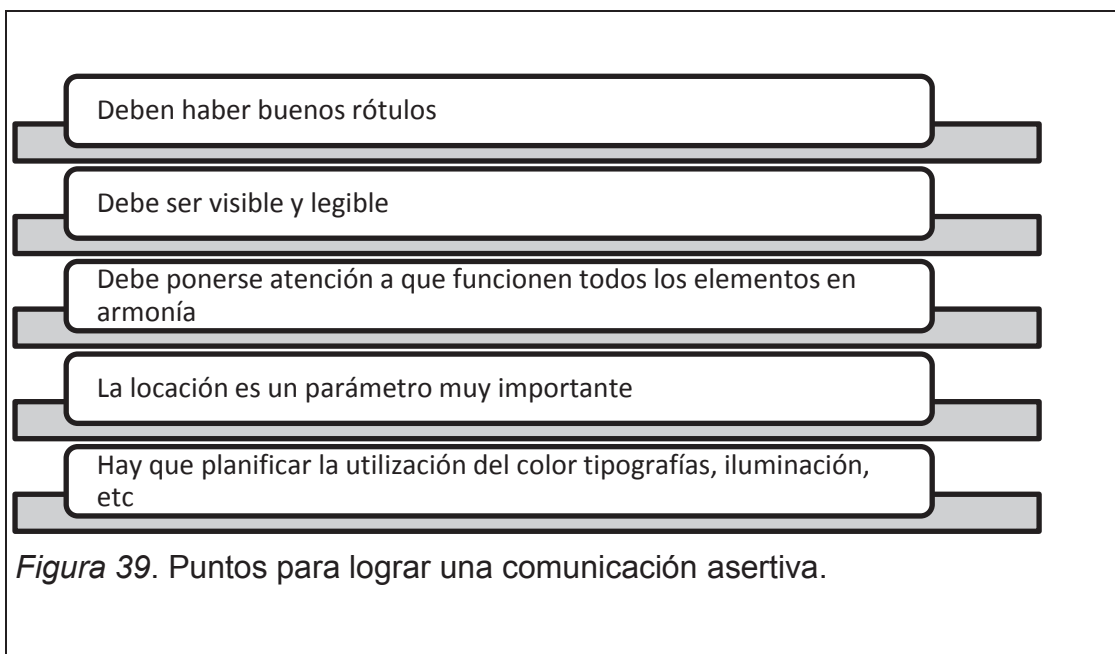 Deben haber buenos rótulos
Debe ser visible y legible
Debe ponerse atención a que funcionen todos los elementos en
armonía
La locación es un parámetro muy importante
Hay que planificar la utilización del color tipografías, iluminación,
etc
Figura 39. Puntos para lograr una comunicación asertiva.